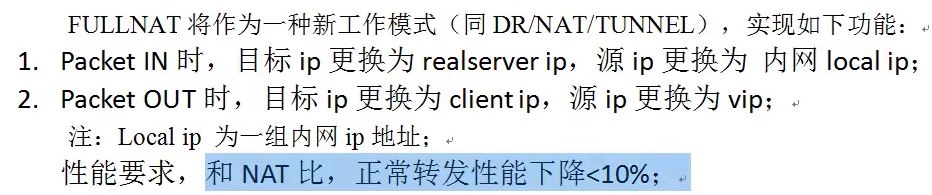 FULLNAT 将作为一种新工作模式（同 DR/NAT/TUNNEL），实现如下功能：
1. Packet IN 时，目标 ip 更换为 realserver ip，源 ip 更换为 内网 local ip；
2. Packet OUT 时，目标 ip 更换为 client ip，源 ip 更换为 vip；
注：Local ip 为一组内网 ip 地址；
性能要求，和 NAT 比，正常转发性能下降<10%；